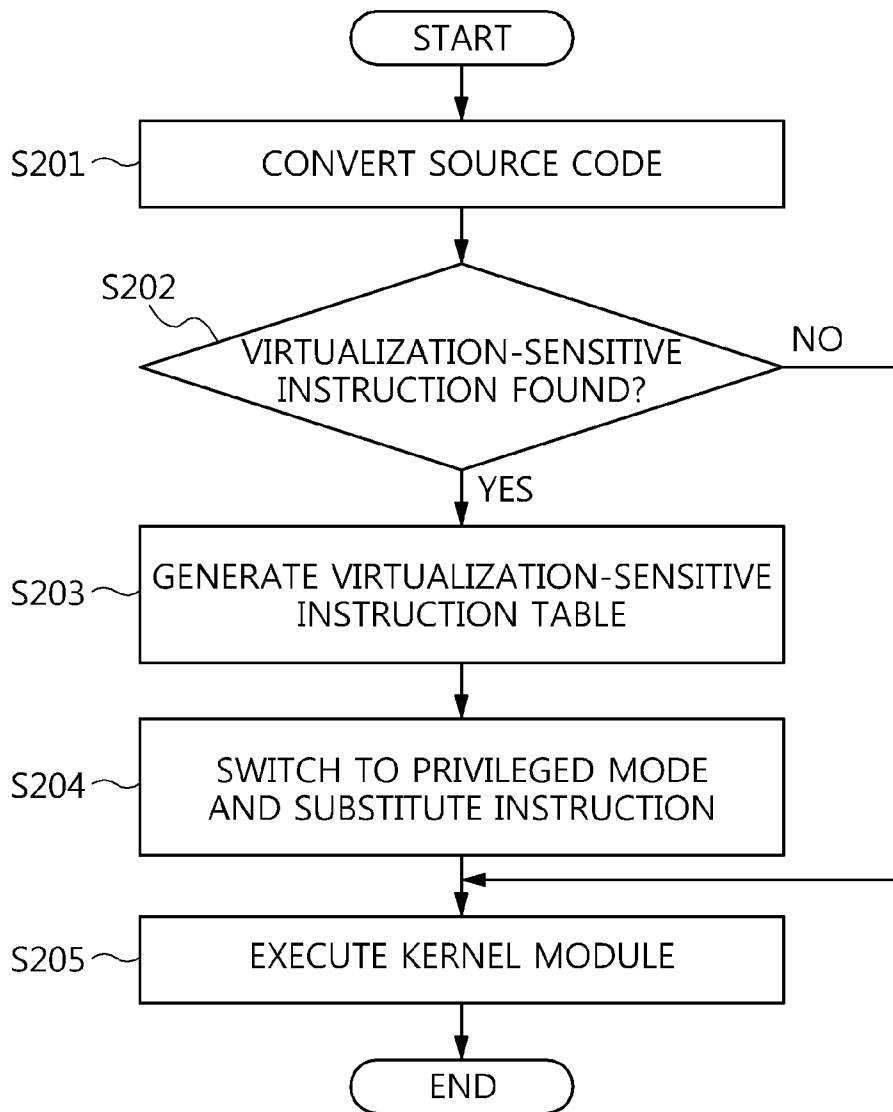 START
S201
CONVERT SOURCE CODE
S202
VIRTUALIZATION-SENSITIVE
INSTRUCTION FOUND?
NO
YES
S203
GENERATE VIRTUALIZATION-SENSITIVE
INSTRUCTION TABLE
S204
SWITCH TO PRIVILEGED MODE
AND SUBSTITUTE INSTRUCTION
S205
EXECUTE KERNEL MODULE
END